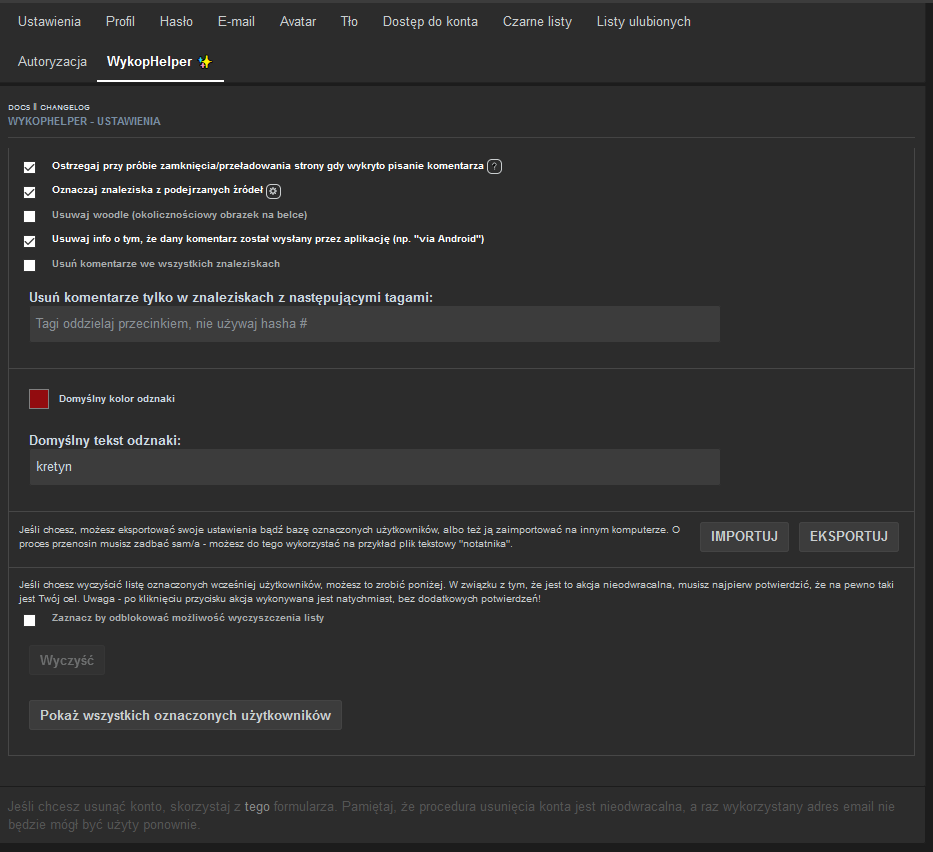 Ustawienia Profil Hasło E-mail Avatar Tło Dostęp do konta Czarne listy Listy ulubionych
Autoryzacja WykopHelper ✨
DOCS || CHANGELOG
WYKOPHELPER - USTAWIENIA
Ostrzegaj przy próbie zamknięcia/przeładowania strony gdy wykryto pisanie komentarza ?
Oznaczaj znaleziska z podejrzanych źródeł
Usuwaj woodle (okolicznościowy obrazek na belce)
Usuwaj info o tym, że dany komentarz został wysłany przez aplikację (np. "via Android")
Usuń komentarze we wszystkich znaleziskach
Usuń komentarze tylko w znaleziskach z następującymi tagami:
Tagi oddzielaj przecinkiem, nie używaj hasha #
Domyślny kolor odznaki
Domyślny tekst odznaki:
kretyn
Jeśli chcesz, możesz eksportować swoje ustawienia bądź bazę oznaczonych użytkowników, albo też ją zaimportować na innym komputerze. O
proces przenosin musisz zadbać sam/a - możesz do tego wykorzystać na przykład plik tekstowy "notatnika".
IMPORTUJ EKSPORTUJ
Jeśli chcesz wyczyścić listę oznaczonych wcześniej użytkowników, możesz to zrobić poniżej. W związku z tym, że jest to akcja nieodwracalna, musisz najpierw potwierdzić, że na pewno taki
jest Twój cel. Uwaga - po kliknięciu przycisku akcja wykonywana jest natychmiast, bez dodatkowych potwierdzeń!
Zaznacz by odblokować możliwość wyczyszczenia listy
Wyczyść
Pokaż wszystkich oznaczonych użytkowników
Jeśli chcesz usunąć konto, skorzystaj z tego formularza. Pamiętaj, że procedura usunięcia konta jest nieodwracalna, a raz wykorzystany adres email nie
będzie mógł być użyty ponownie.